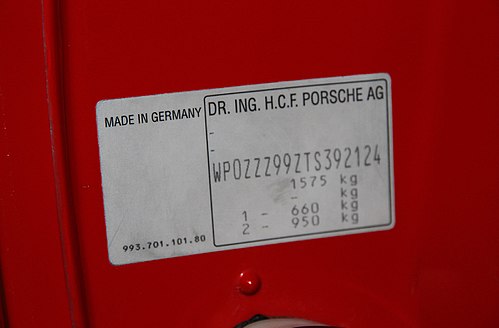 MADE IN GERMANY
DR. ING. H.C.F. PORSCHE AG
-
-
WP0ZZZ99ZTS392124
1575 kg
- kg
1 - 660 kg
2 - 950 kg
993.701.101.80